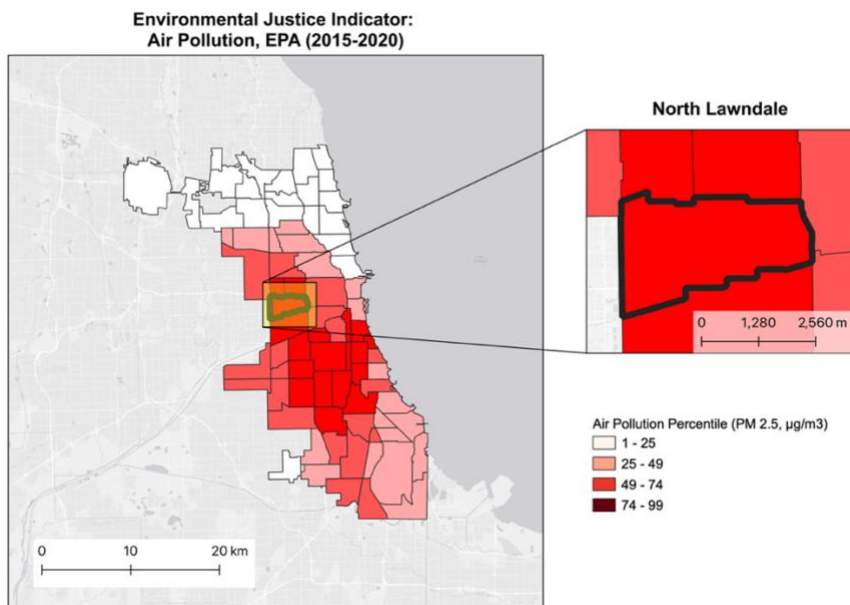 Environmental Justice Indicator:
Air Pollution, EPA (2015-2020)
North Lawndale
0 1,280 2,560 m
Air Pollution Percentile (PM 2.5, µg/m3)
1 - 25
25 - 49
49 - 74
74 - 99
0 10 20 km